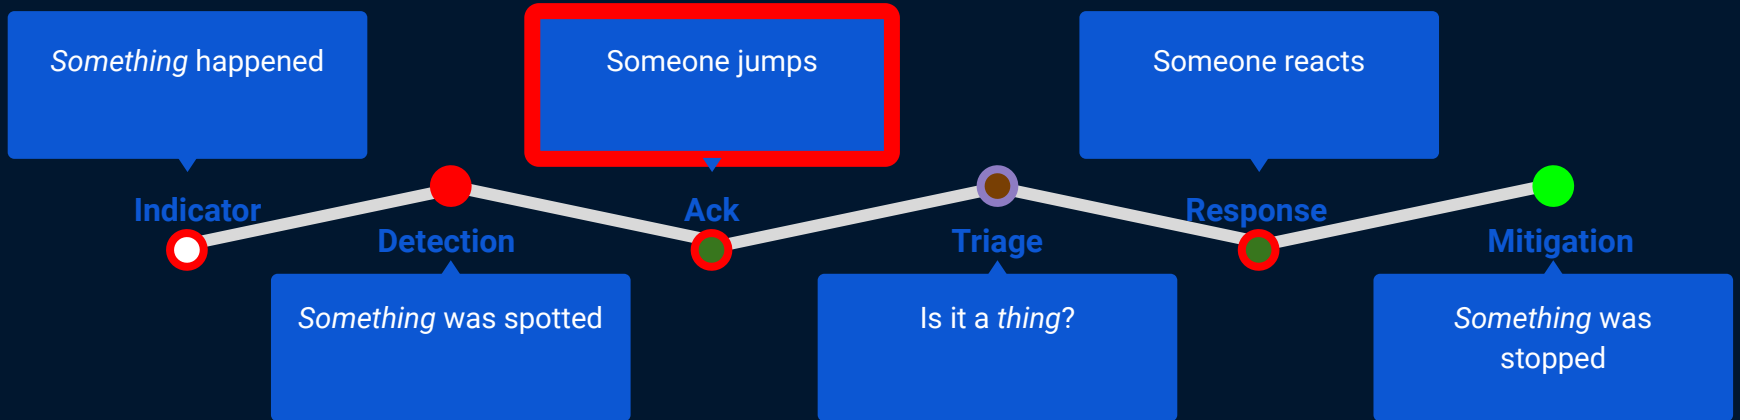 Something happened
Indicator
Something was spotted
Detection
Someone jumps
Ack
Is it a thing?
Triage
Someone reacts
Response
Something was
stopped
Mitigation